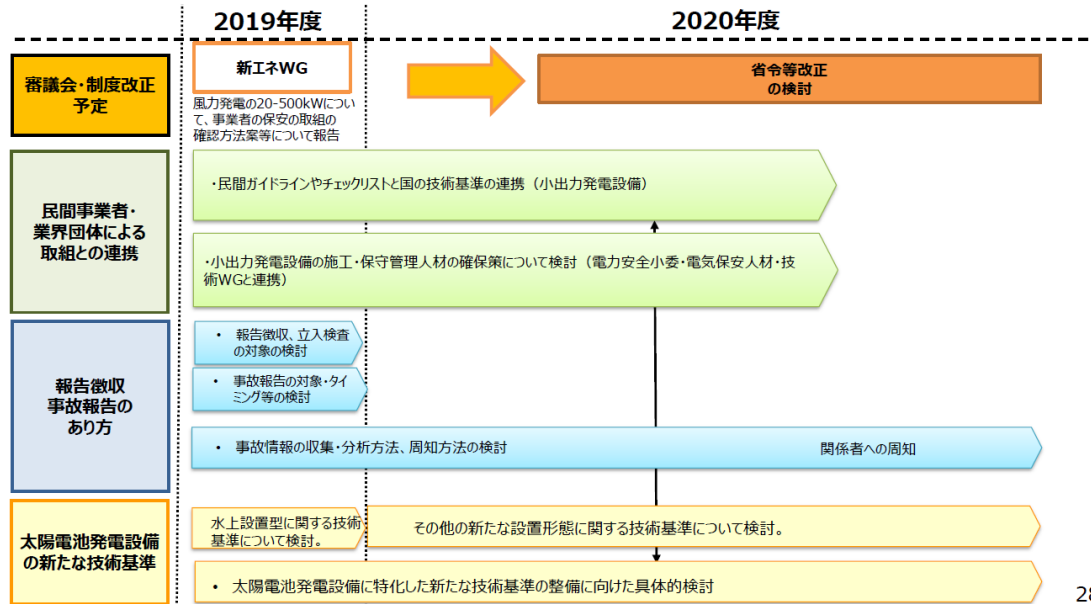 2019年度
2020年度
審議会・制度改正
予定
新エネWG
風力発電の20-500kWについ
て、事業者の保安の取組の
確認方法案等について報告
省令等改正
の検討
民間事業者・
業界団体による
取組との連携
・民間ガイドラインやチェックリストと国の技術基準の連携（小出力発電設備）
・小出力発電設備の施工・保守管理人材の確保策について検討（電力安全小委・電気保安人材・技
術WGと連携）
報告徴収
事故報告の
あり方
• 報告徴収、立入検査
の対象の検討
• 事故報告の対象・タイ
ミング等の検討
• 事故情報の収集・分析方法、周知方法の検討
関係者への周知
太陽電池発電設備
の新たな技術基準
水上設置型に関する技術
基準について検討。
その他の新たな設置形態に関する技術基準について検討。
• 太陽電池発電設備に特化した新たな技術基準の整備に向けた具体的検討
28